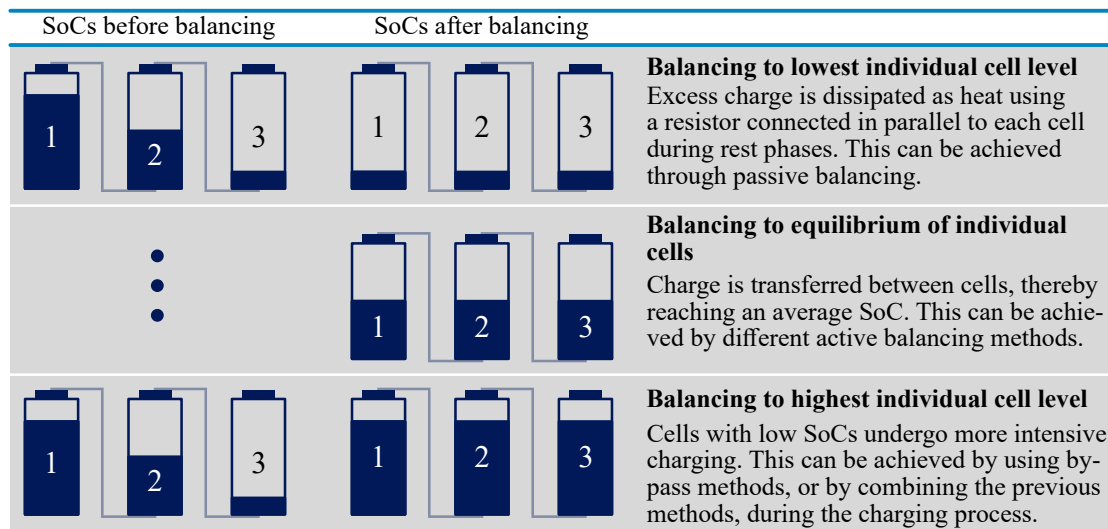 SoCs before balancing
SoCs after balancing
1
2
3
1
2
3
Balancing to lowest individual cell level
Excess charge is dissipated as heat using
a resistor connected in parallel to each cell
during rest phases. This can be achieved
through passive balancing.
1
2
3
Balancing to equilibrium of individual
cells
Charge is transferred between cells, thereby
reaching an average SoC. This can be achie-
ved by different active balancing methods.
1
2
3
1
2
3
Balancing to highest individual cell level
Cells with low SoCs undergo more intensive
charging. This can be achieved by using by-
pass methods, or by combining the previous
methods, during the charging process.